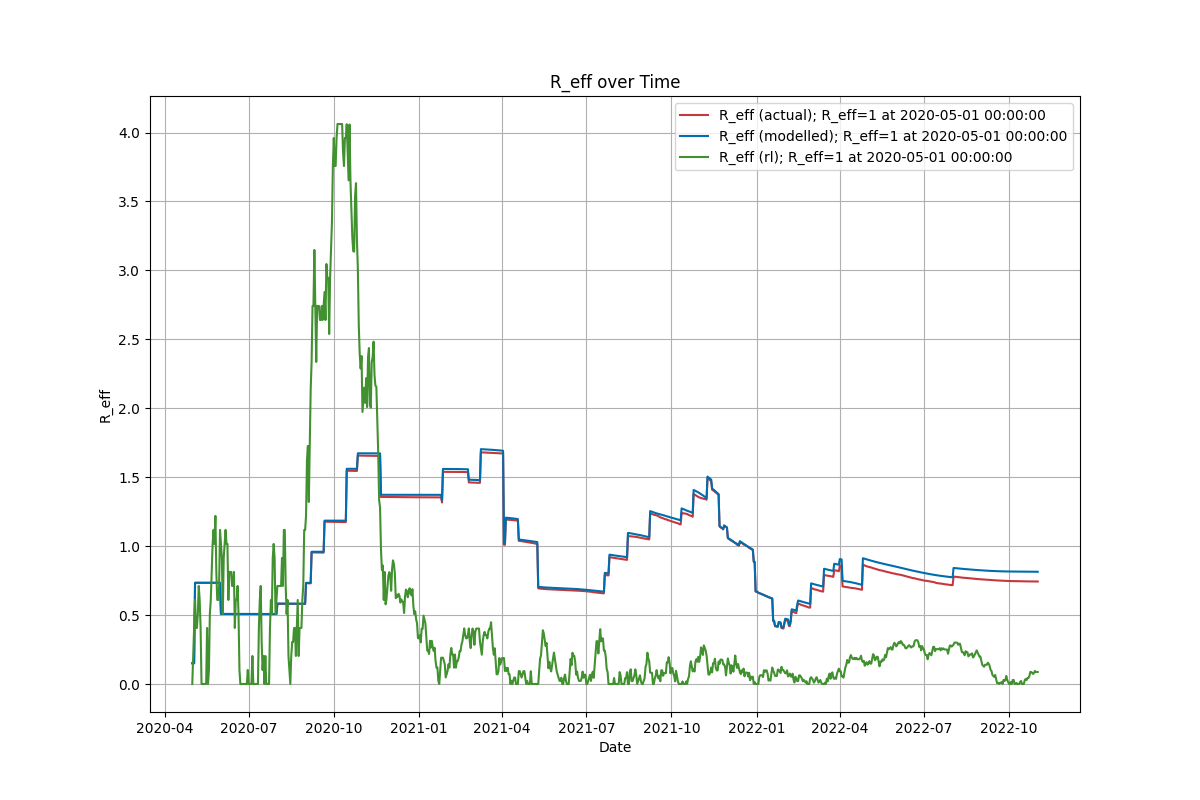 R_eff over Time
R_eff (actual); R_eff=1 at 2020-05-01 00:00:00
R_eff (modelled); R_eff=1 at 2020-05-01 00:00:00
R_eff (rl); R_eff=1 at 2020-05-01 00:00:00
R_eff
4.0
3.5
3.0
2.5
2.0
1.5
1.0
0.5
0.0
2020-04 2020-07 2020-10 2021-01 2021-04 2021-07 2021-10 2022-01 2022-04 2022-07 2022-10
Date